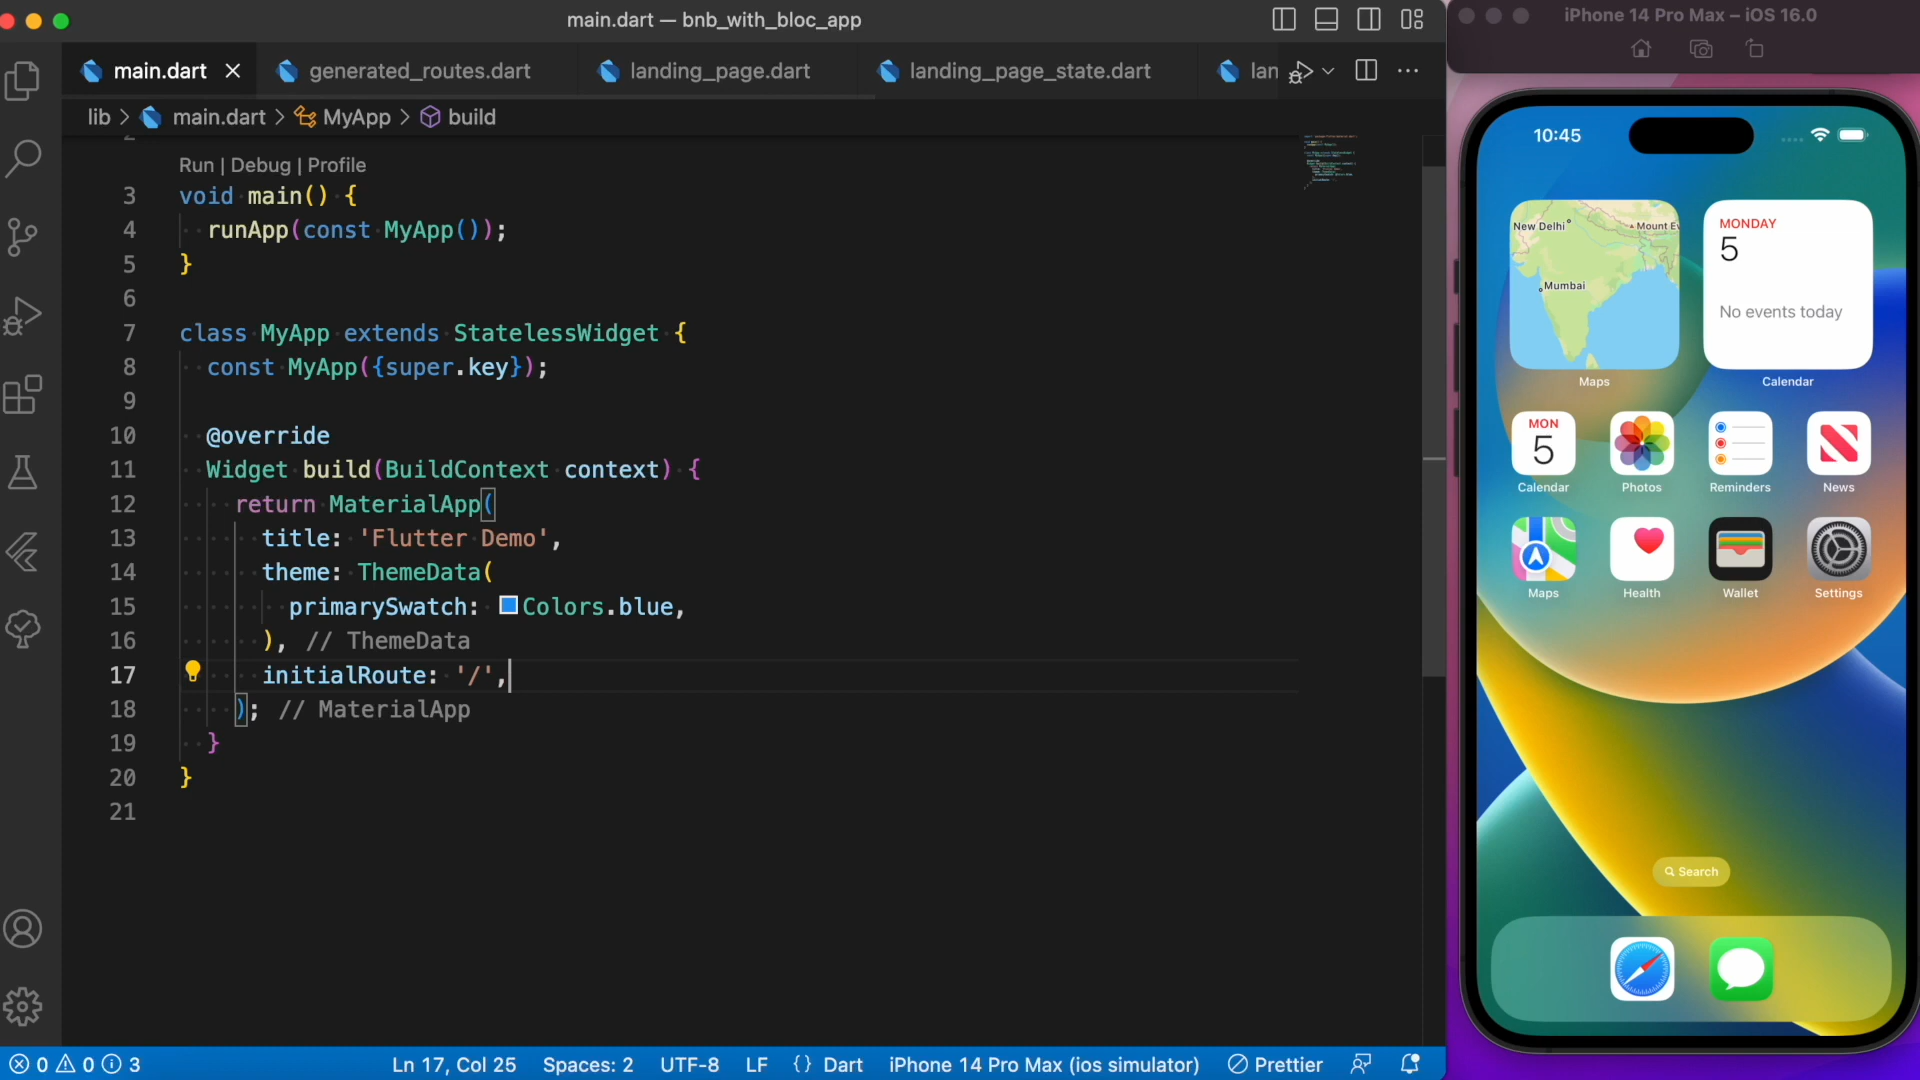 main.dart — bnb_with_bloc_app
iPhone 14 Pro Max – iOS 16.0
main.dart
generated_routes.dart
landing_page.dart
landing_page_state.dart
lan
lib > main.dart > MyApp > build
2
Run | Debug | Profile
3 void main() {
4 runApp(const MyApp());
5 }
6
7 class MyApp extends StatelessWidget {
8 const MyApp({super.key});
9
10 @override
11 Widget build(BuildContext context) {
12 return MaterialApp(
13 title: 'Flutter Demo',
14 theme: ThemeData(
15 primarySwatch: Colors.blue,
16 ), // ThemeData
17 initialRoute: '/',
18 ); // MaterialApp
19 }
20 }
21
0 0 3
Ln 17, Col 25
Spaces: 2
UTF-8
LF
{} Dart
iPhone 14 Pro Max (ios simulator)
Prettier
10:45
New Delhi
Mount Ev
Mumbai
Maps
MONDAY
5
No events today
Calendar
MON
5
Calendar
Photos
Reminders
News
Maps
Health
Wallet
Settings
Search